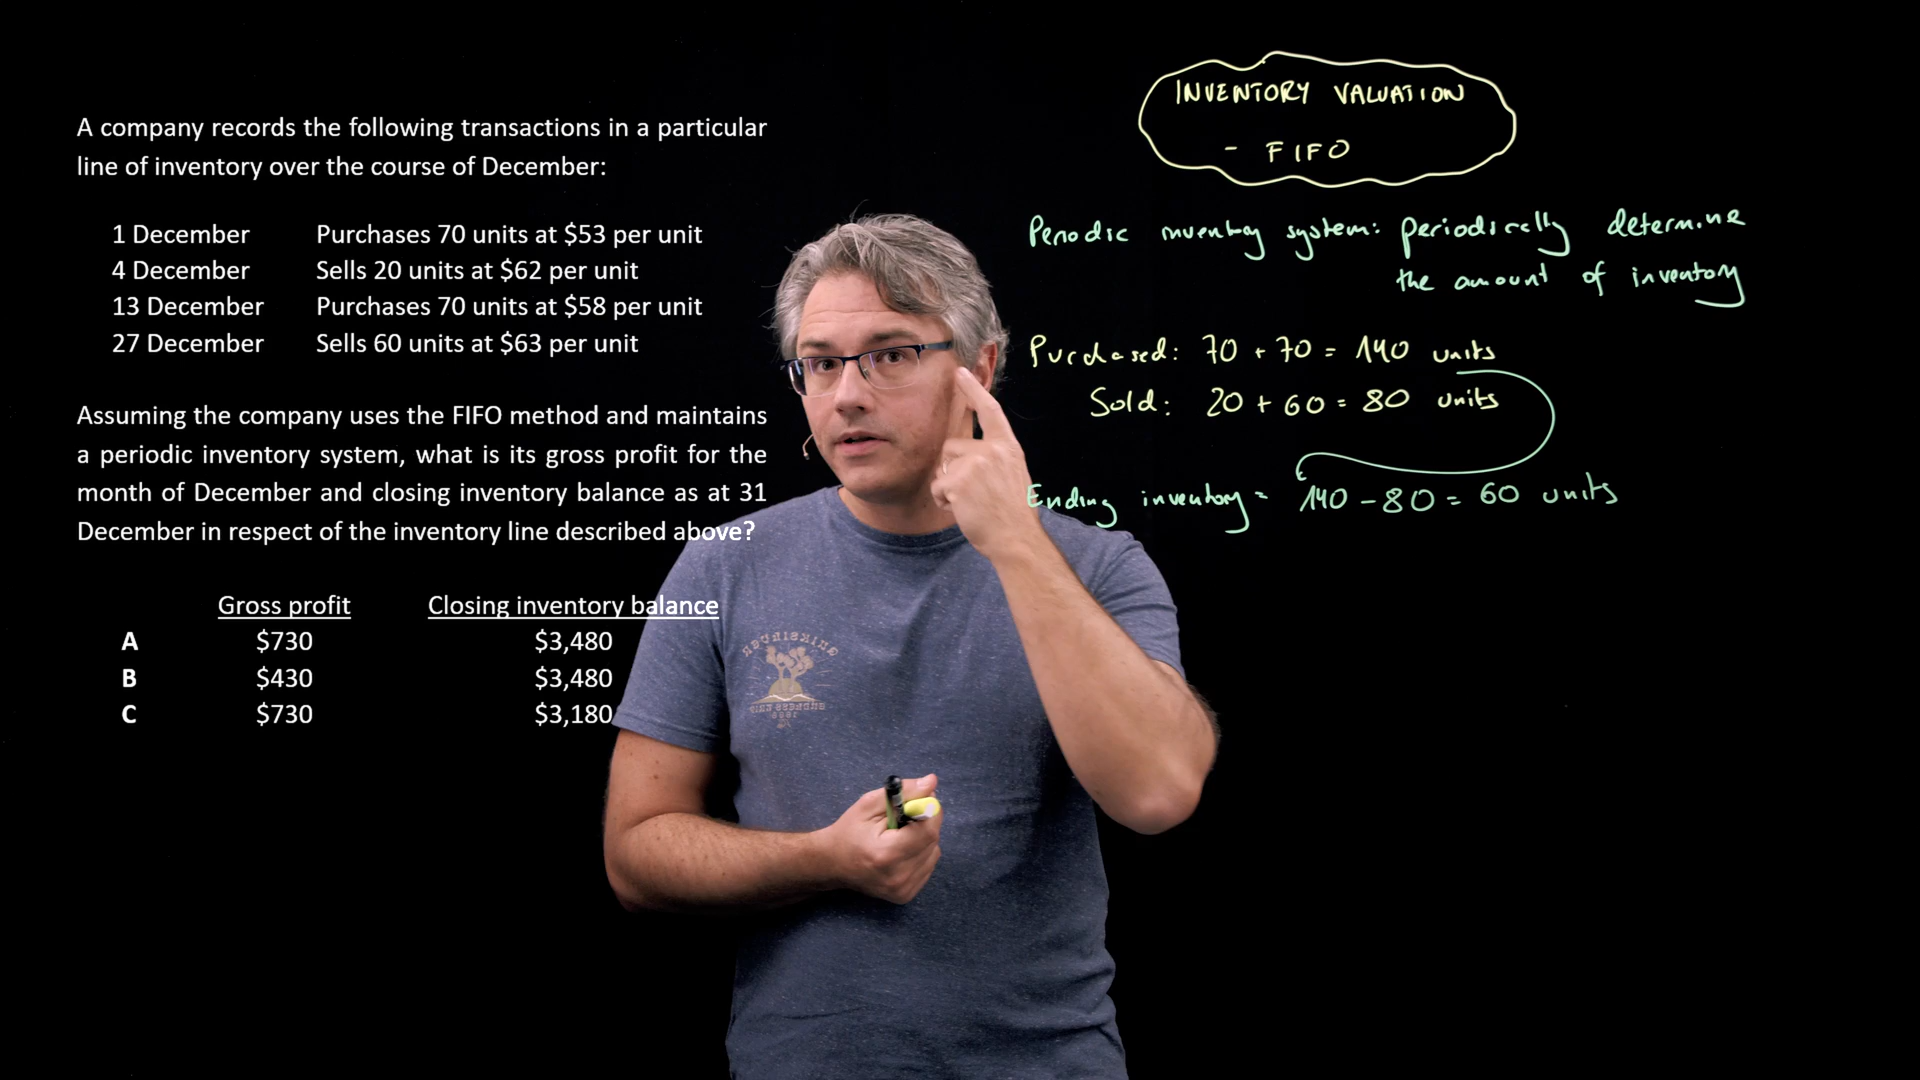 A company records the following transactions in a particular
line of inventory over the course of December:
1 December Purchases 70 units at $53 per unit
4 December Sells 20 units at $62 per unit
13 December Purchases 70 units at $58 per unit
27 December Sells 60 units at $63 per unit
Assuming the company uses the FIFO method and maintains
a periodic inventory system, what is its gross profit for the
month of December and closing inventory balance as at 31
December in respect of the inventory line described above?
Gross profit Closing inventory balance
A $730 $3,480
B $430 $3,480
C $730 $3,180
INVENTORY VALUATION
- FIFO
Periodic inventory system: periodically determine
the amount of inventory
Purchased: 70 + 70 = 140 units
Sold: 20 + 60 = 80 units
Ending inventory = 140 - 80 = 60 units